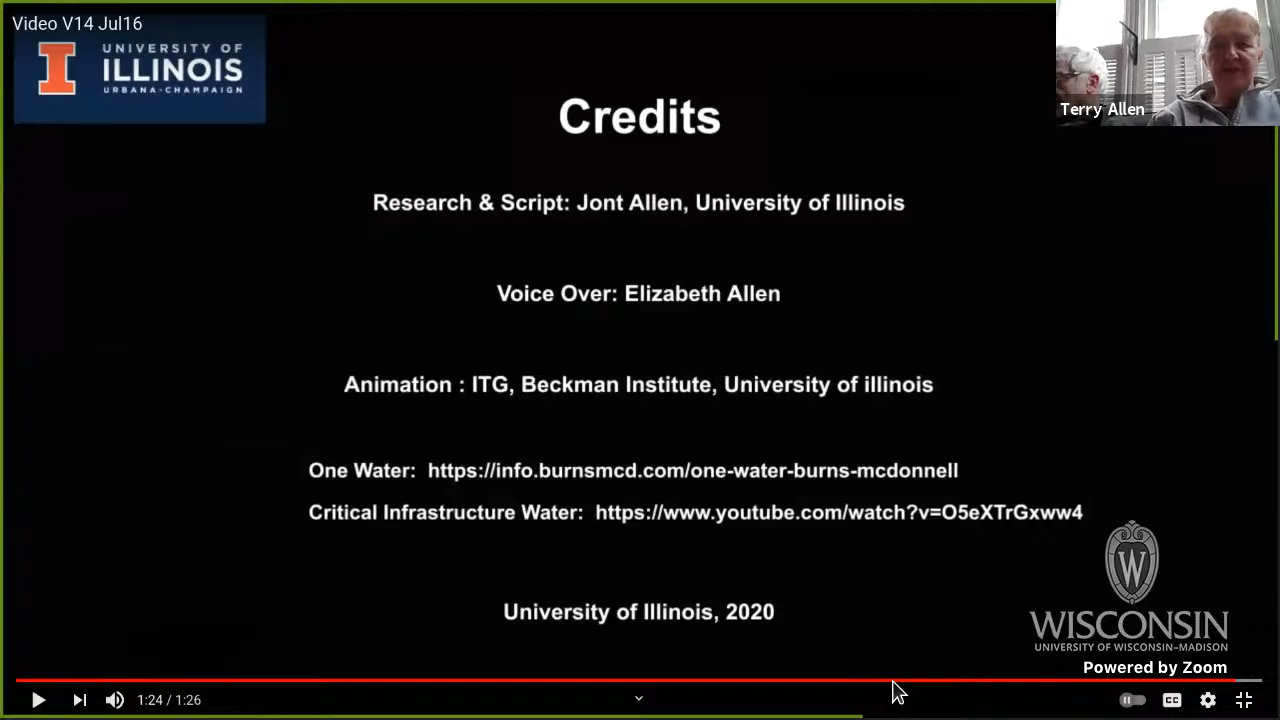 Video V14 Jul16
UNIVERSITY OF
ILLINOIS
URBANA-CHAMPAIGN
Terry Allen
Credits
Research & Script: Jont Allen, University of Illinois
Voice Over: Elizabeth Allen
Animation : ITG, Beckman Institute, University of illinois
One Water: https://info.burnsmcd.com/one-water-burns-mcdonnell
Critical Infrastructure Water: https://www.youtube.com/watch?v=O5eXTrGxww4
University of Illinois, 2020
W
WISCONSIN
UNIVERSITY OF WISCONSIN-MADISON
Powered by Zoom
1:24 / 1:26
CC